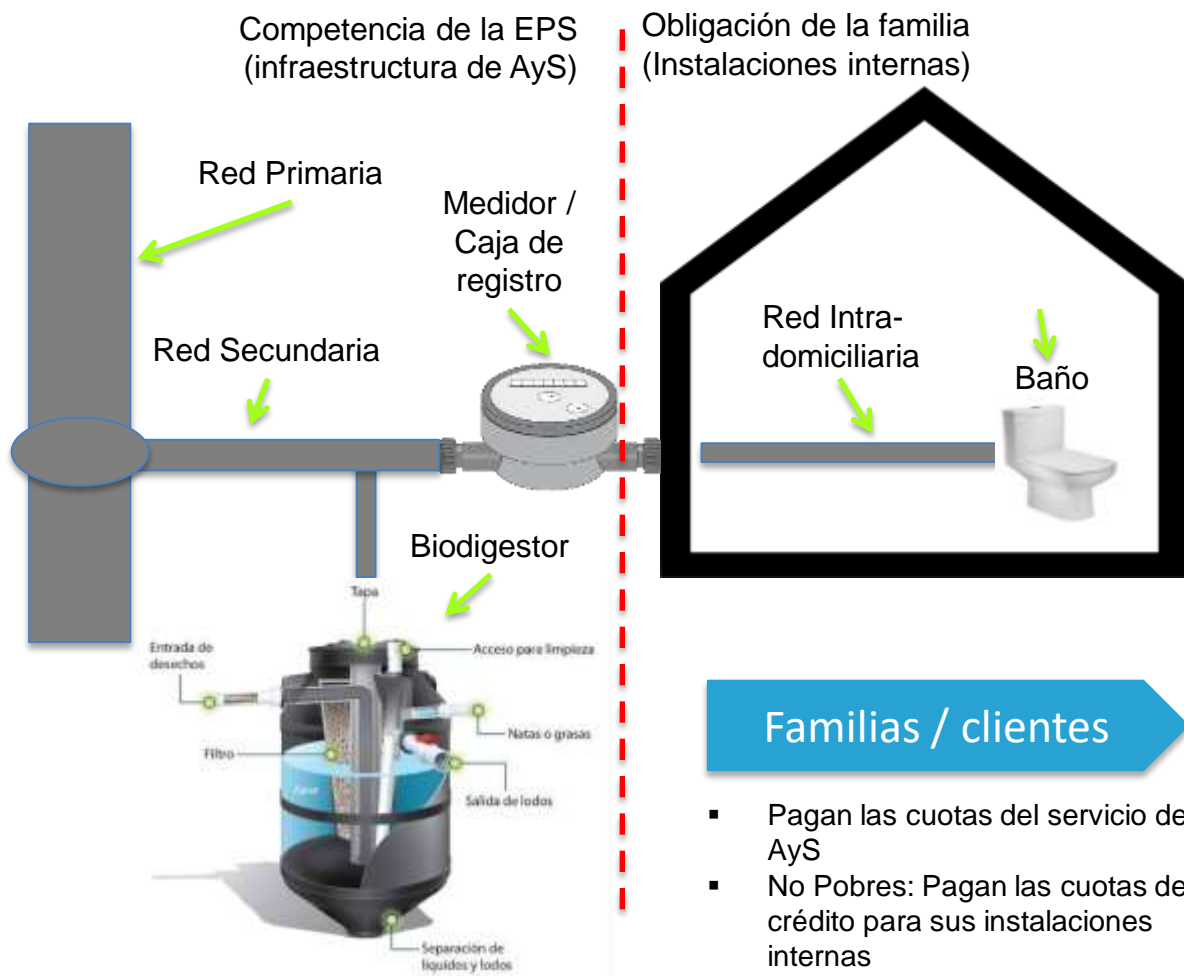 Competencia de la EPS
(infraestructura de AyS)
Obligación de la familia
(Instalaciones internas)
Red Primaria
Medidor /
Caja de
registro
Red Secundaria
Red Intra-
domiciliaria
Baño
Biodigestor
Tapa
Entrada de
desechos
Acceso para limpieza
Natas o grasas
Filtro
Agua
Salida de lodos
Separación de
líquidos y lodos
Familias / clientes
▪ Pagan las cuotas del servicio de
AyS
▪ No Pobres: Pagan las cuotas de
crédito para sus instalaciones
internas